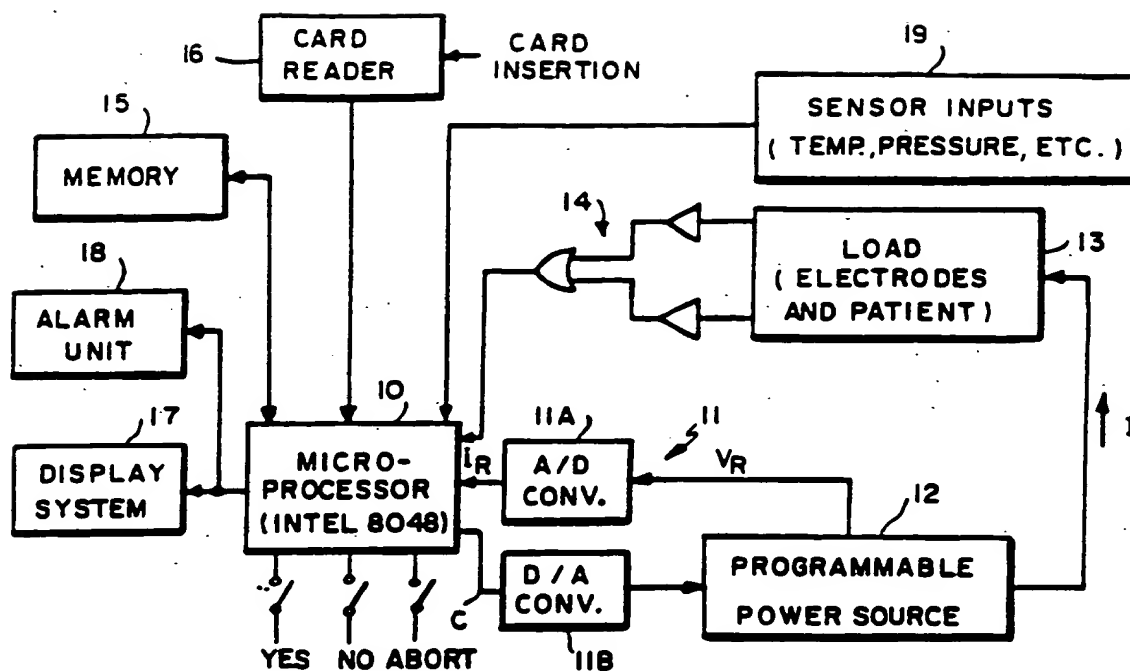 16
CARD
READER
CARD
INSERTION
19
SENSOR INPUTS
( TEMP., PRESSURE, ETC. )
15
MEMORY
14
LOAD
( ELECTRODES
AND PATIENT )
13
18
ALARM
UNIT
10
11A
11
I
17
DISPLAY
SYSTEM
MICRO-
PROCESSOR
(INTEL 8048)
IR
A/D
CONV.
VR
12
C
D/A
CONV.
11B
PROGRAMMABLE
POWER SOURCE
YES NO ABORT